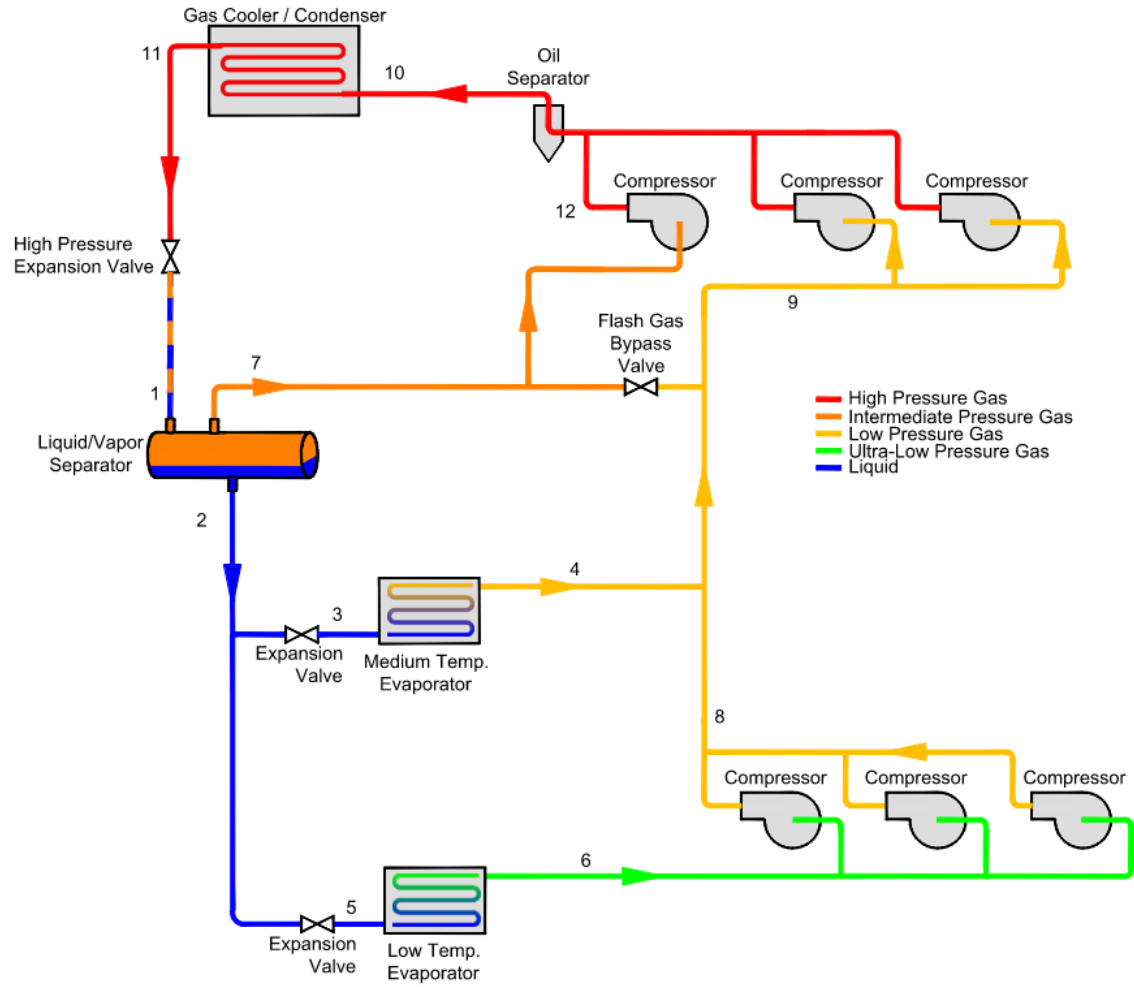 Gas Cooler / Condenser
11
10
Oil
Separator
Compressor
Compressor
Compressor
12
High Pressure
Expansion Valve
9
Flash Gas
Bypass
Valve
7
1
High Pressure Gas
Intermediate Pressure Gas
Low Pressure Gas
Ultra-Low Pressure Gas
Liquid
Liquid/Vapor
Separator
2
4
3
Expansion
Valve
Medium Temp.
Evaporator
8
Compressor
Compressor
Compressor
6
5
Expansion
Valve
Low Temp.
Evaporator